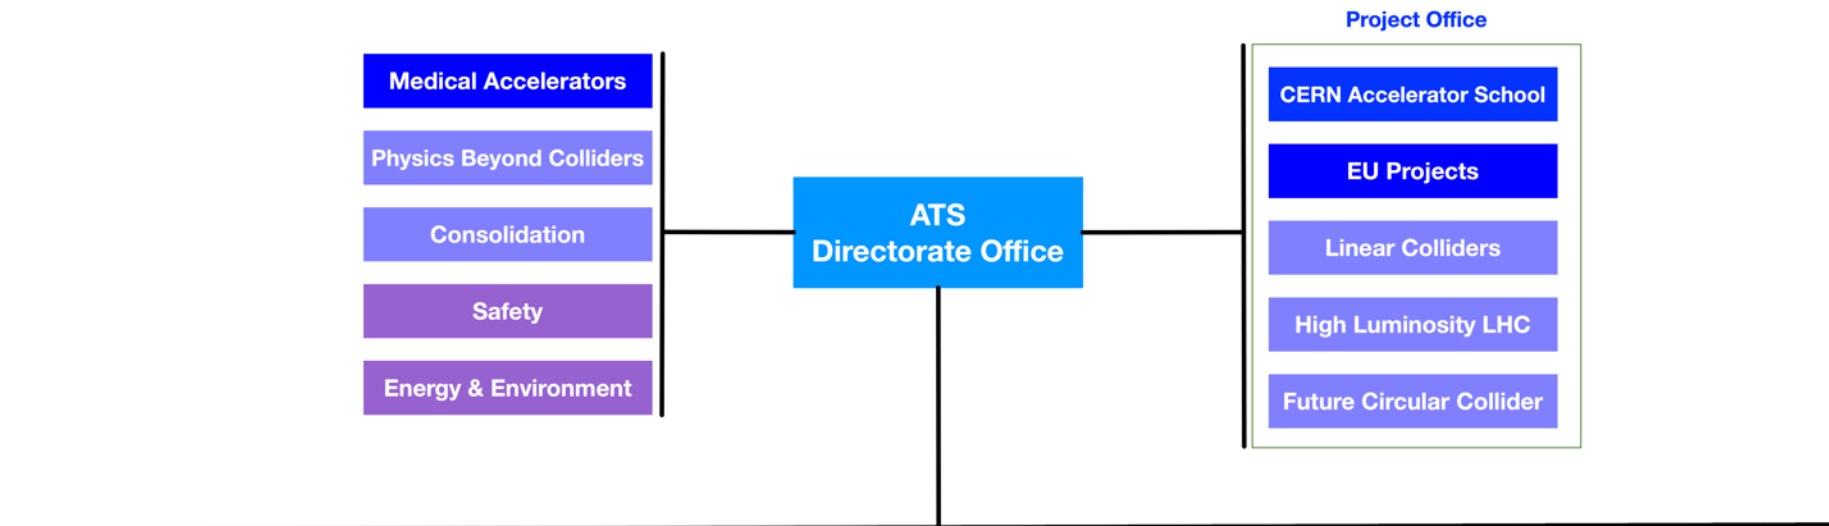 Project Office
Medical Accelerators
Physics Beyond Colliders
Consolidation
Safety
Energy & Environment
ATS
Directorate Office
CERN Accelerator School
EU Projects
Linear Colliders
High Luminosity LHC
Future Circular Collider